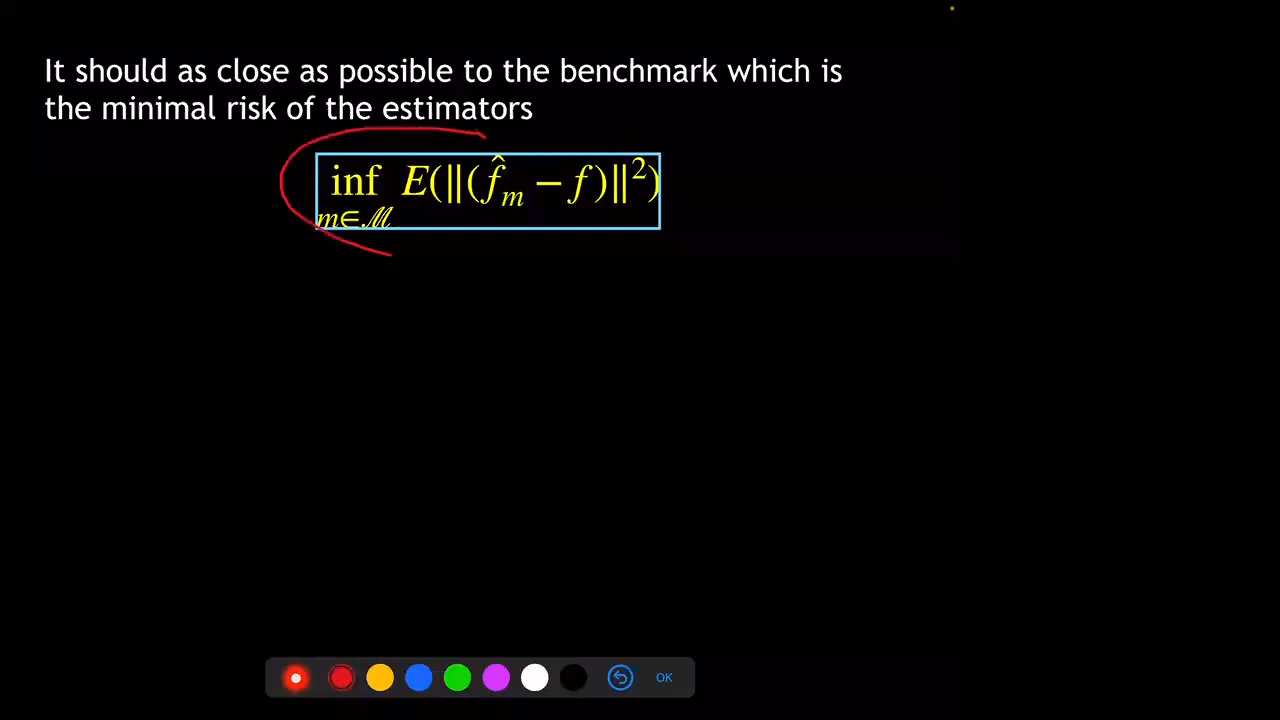 It should as close as possible to the benchmark which is
the minimal risk of the estimators
inf E(‖(f̂ₘ − f)‖²)
m∈ℳ
OK